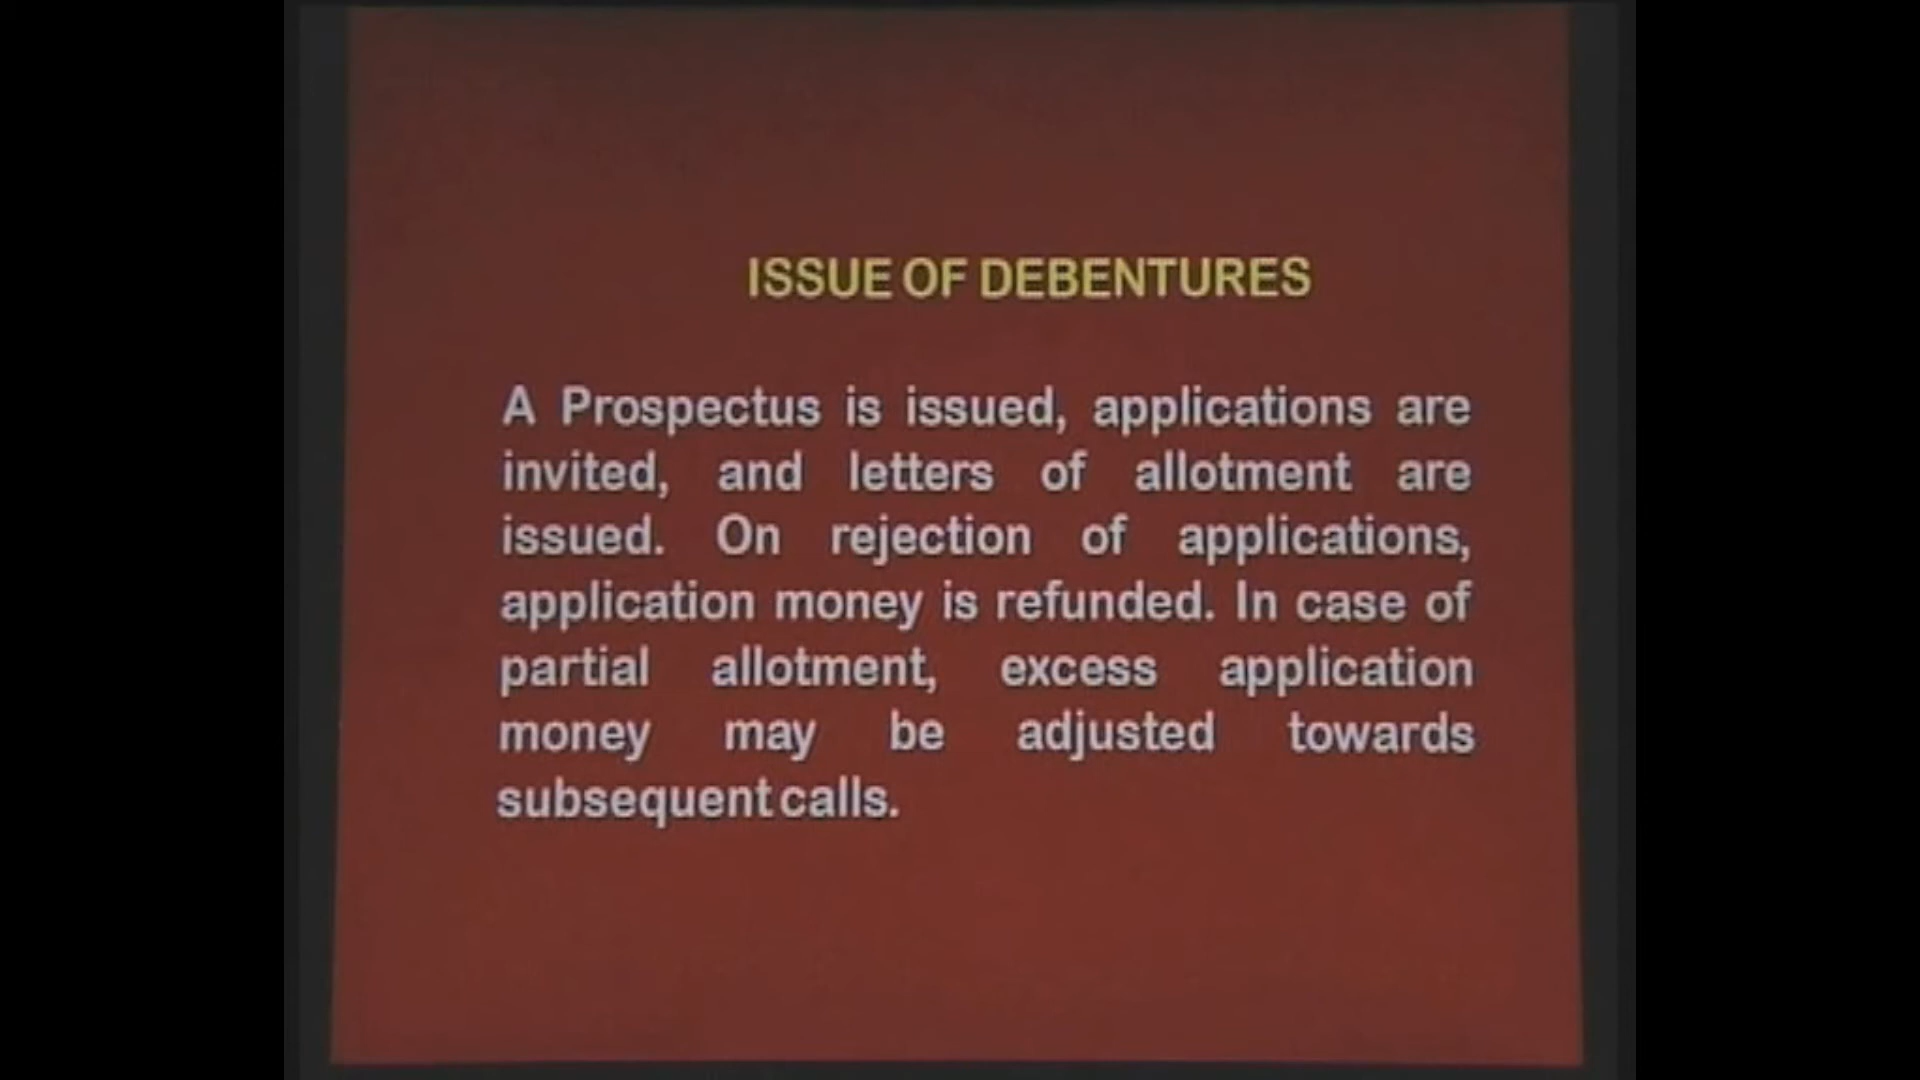 ISSUE OF DEBENTURES
A Prospectus is issued, applications are
invited, and letters of allotment are
issued. On rejection of applications,
application money is refunded. In case of
partial allotment, excess application
money may be adjusted towards
subsequent calls.